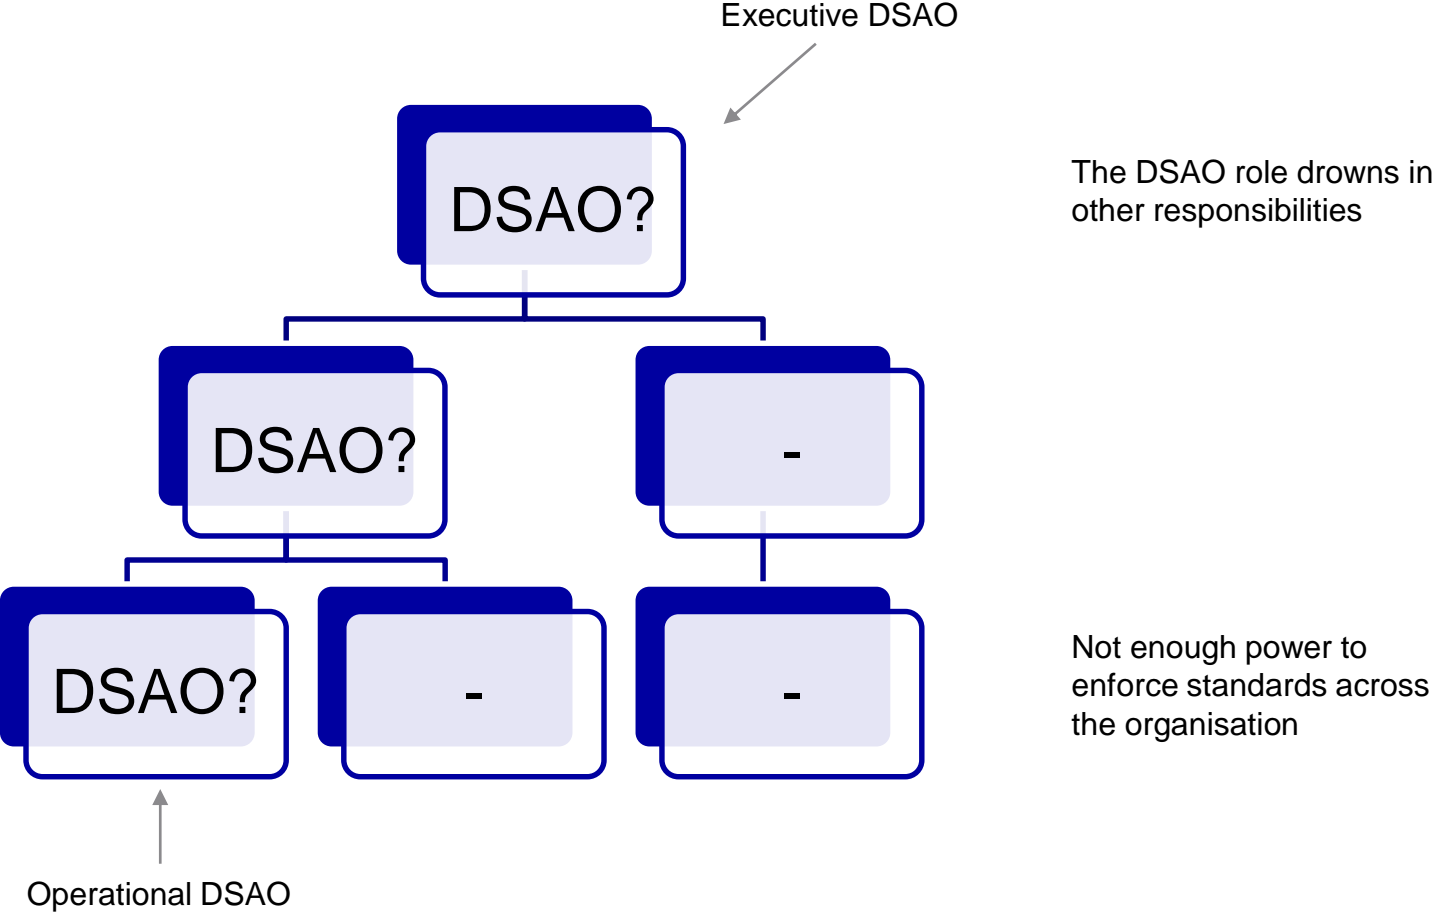 Executive DSAO
DSAO?
The DSAO role drowns in
other responsibilities
DSAO?
-
DSAO?
-
-
Not enough power to
enforce standards across
the organisation
Operational DSAO